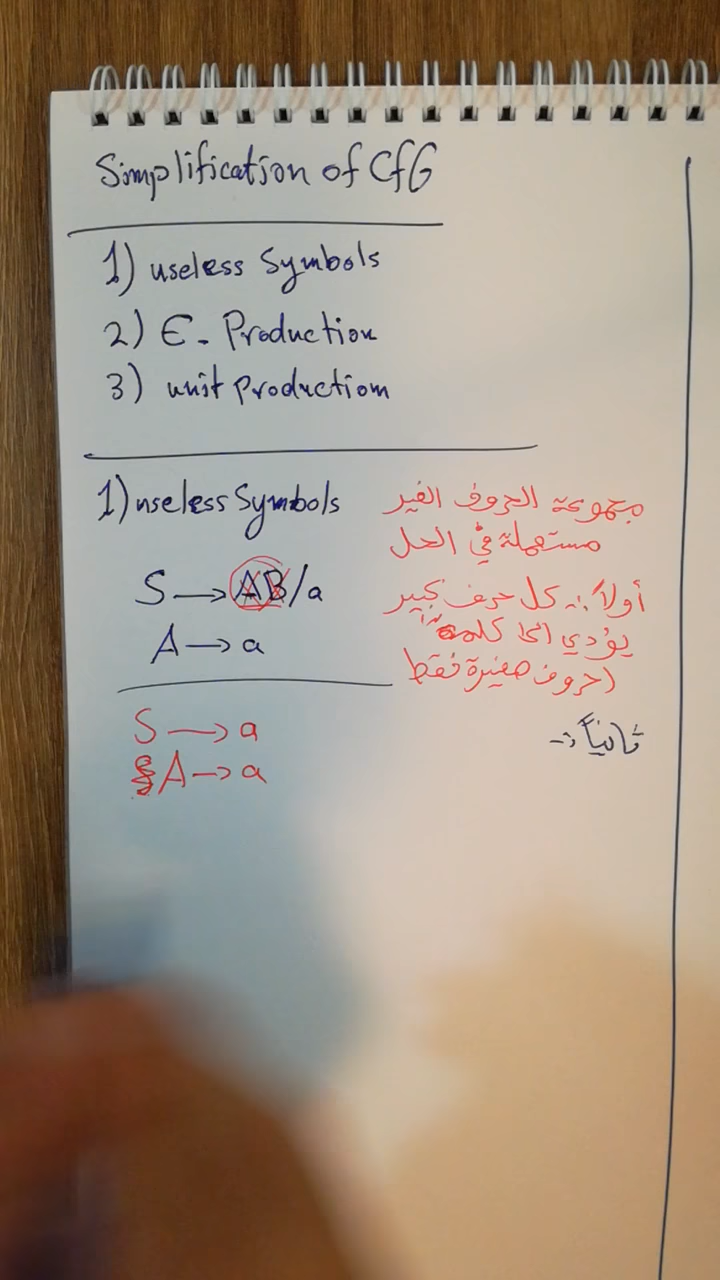 Simplification of CFG
1) useless Symbols
2) ϵ - Production
3) unit Production
1) useless Symbols
مجموعة الحروف الغير
مستعملة في الحل
S → AB/a
أولاً :- كل حرف كبير
A → a
يؤدي الى كلمة
(حروف صغيرة فقط
S → a
ثانياً :-
A → a